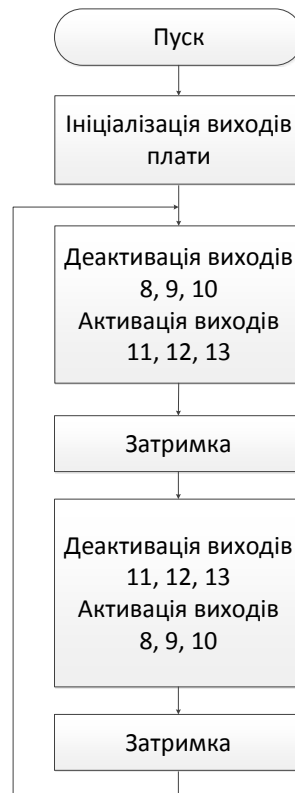 Пуск
Ініціалізація виходів
плати
Деактивація виходів
8, 9, 10
Активація виходів
11, 12, 13
Затримка
Деактивація виходів
11, 12, 13
Активація виходів
8, 9, 10
Затримка